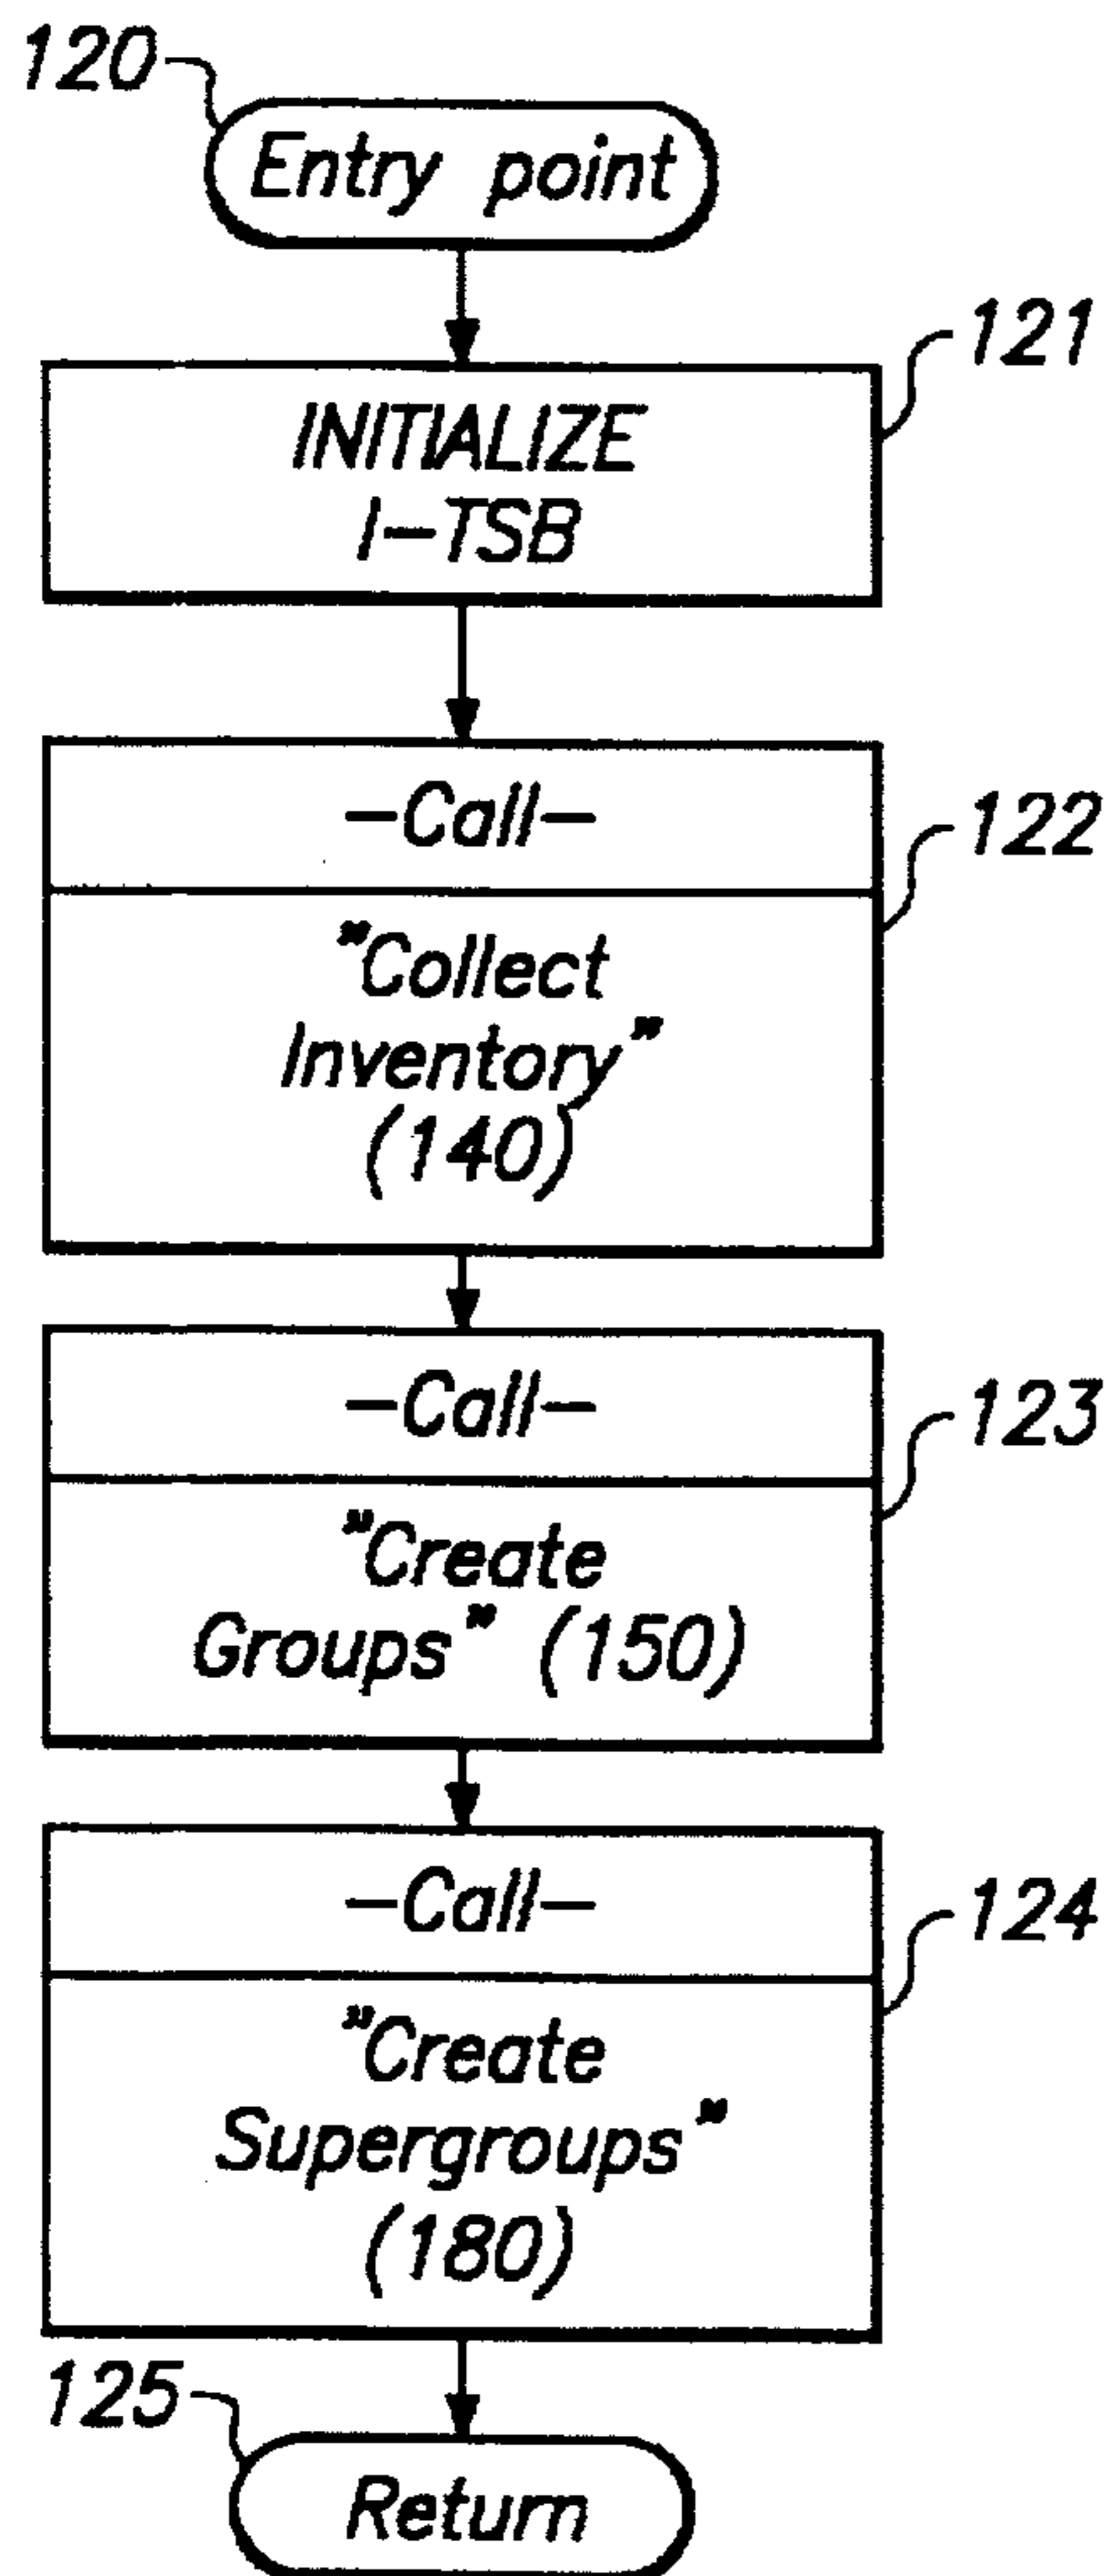 120
Entry point
121
INITIALIZE
I-TSB
122
-Call-
"Collect
Inventory"
(140)
123
-Call-
"Create
Groups" (150)
124
-Call-
"Create
Supergroups"
(180)
125
Return